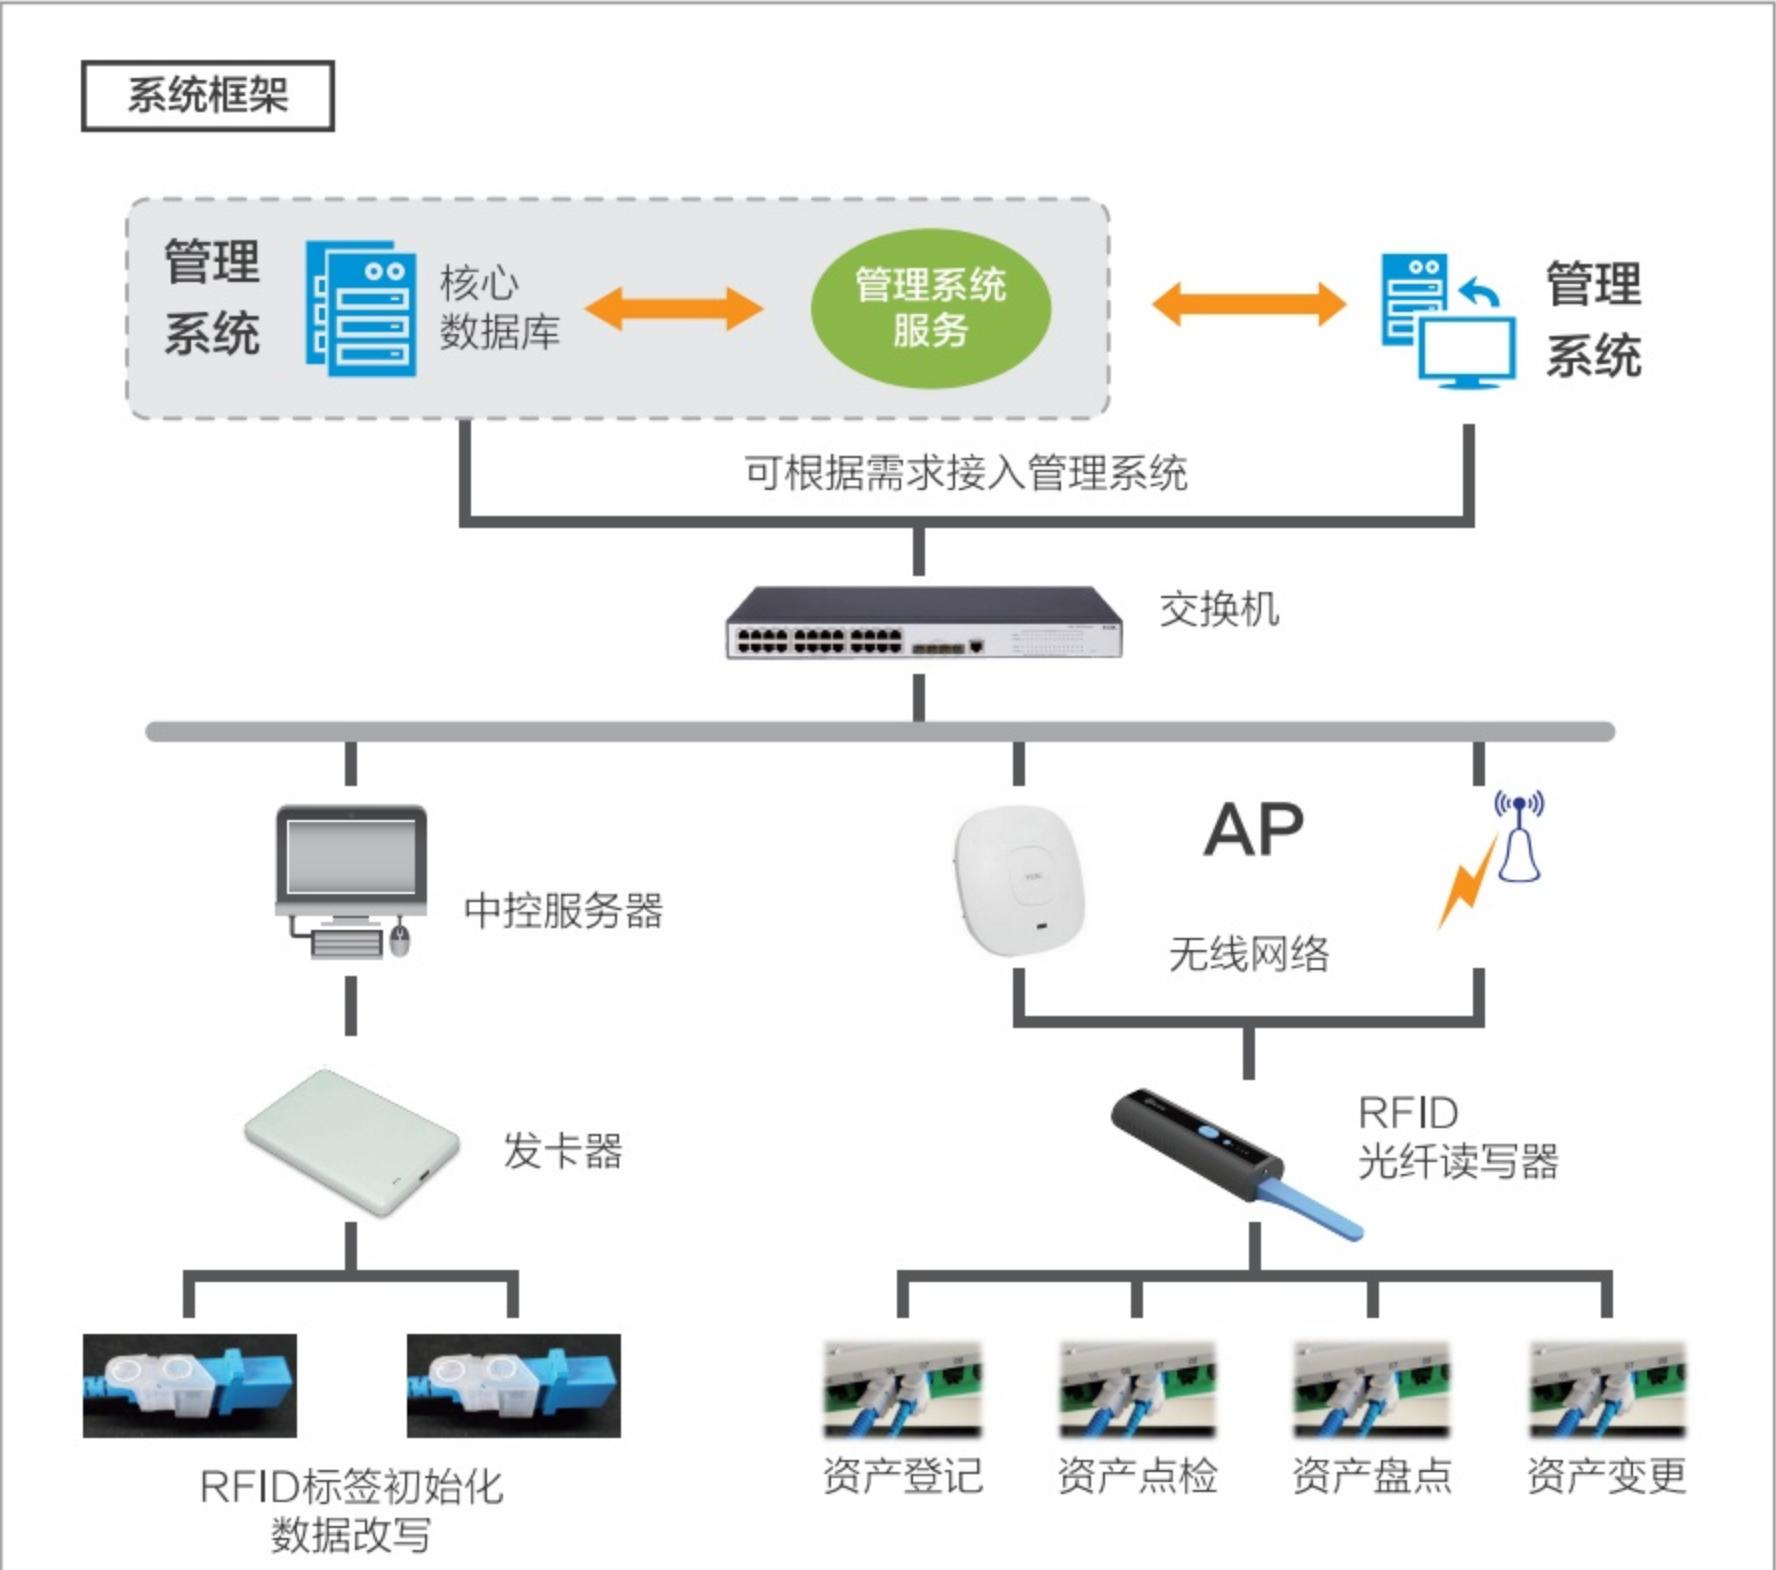 系统框架
管理
系统
核心
数据库
管理系统
服务
管理
系统
可根据需求接入管理系统
交换机
中控服务器
AP
无线网络
发卡器
RFID
光纤读写器
RFID标签初始化
数据改写
资产登记
资产点检
资产盘点
资产变更